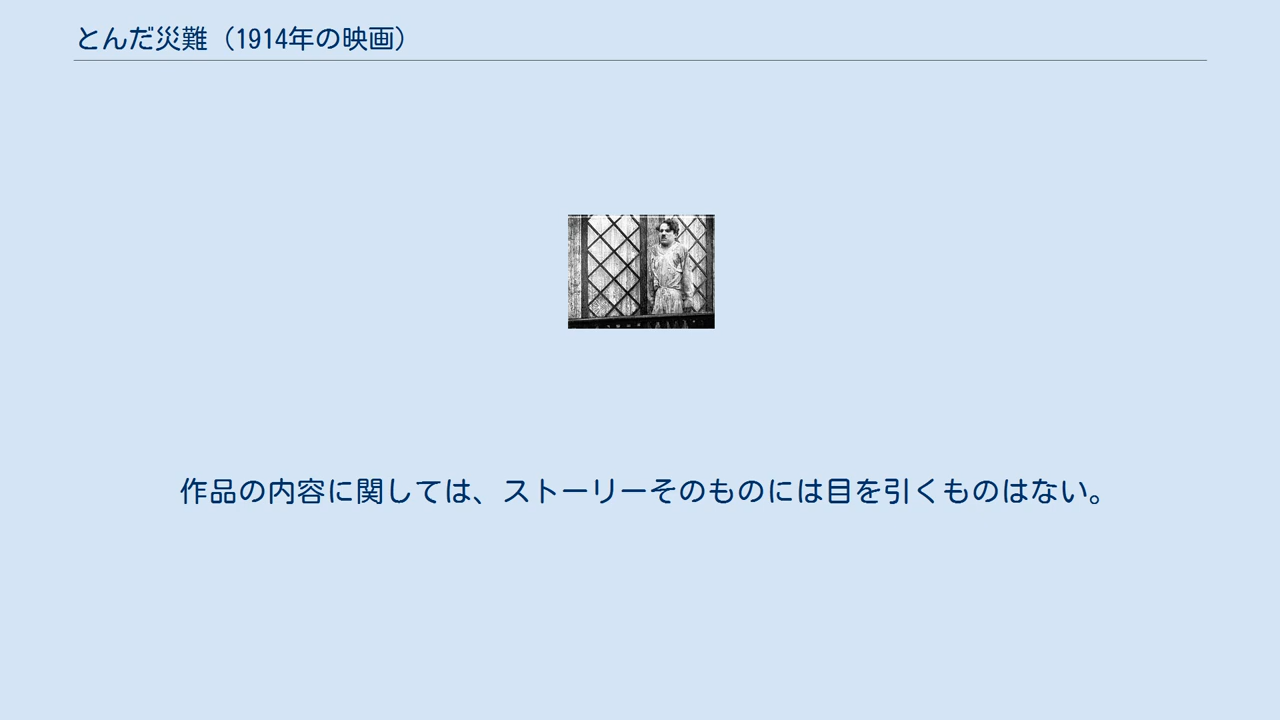 とんだ災難（1914年の映画）
作品の内容に関しては、ストーリーそのものには目を引くものはない。